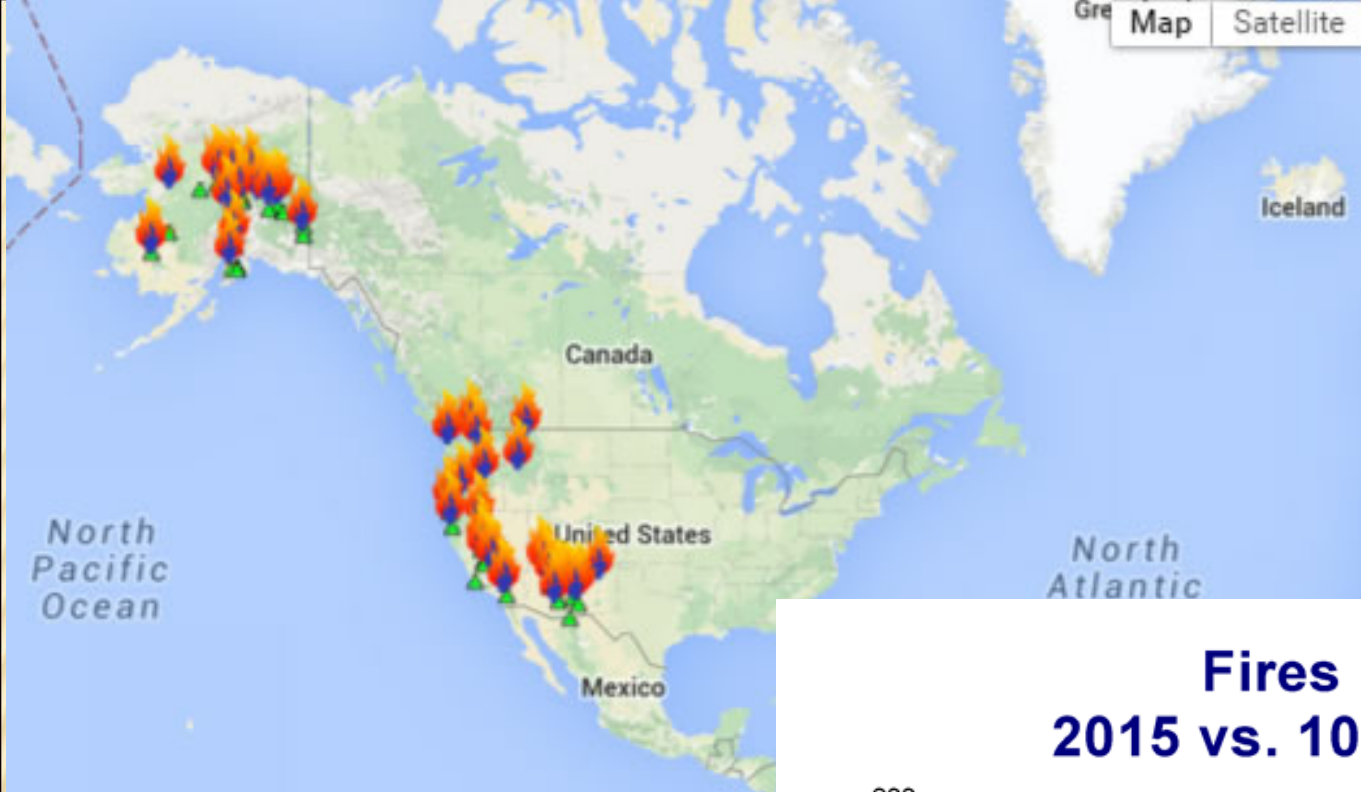 Map
Satellite
Iceland
Canada
United States
North
Pacific
Ocean
North
Atlantic
Mexico
Fires
2015 vs. 10